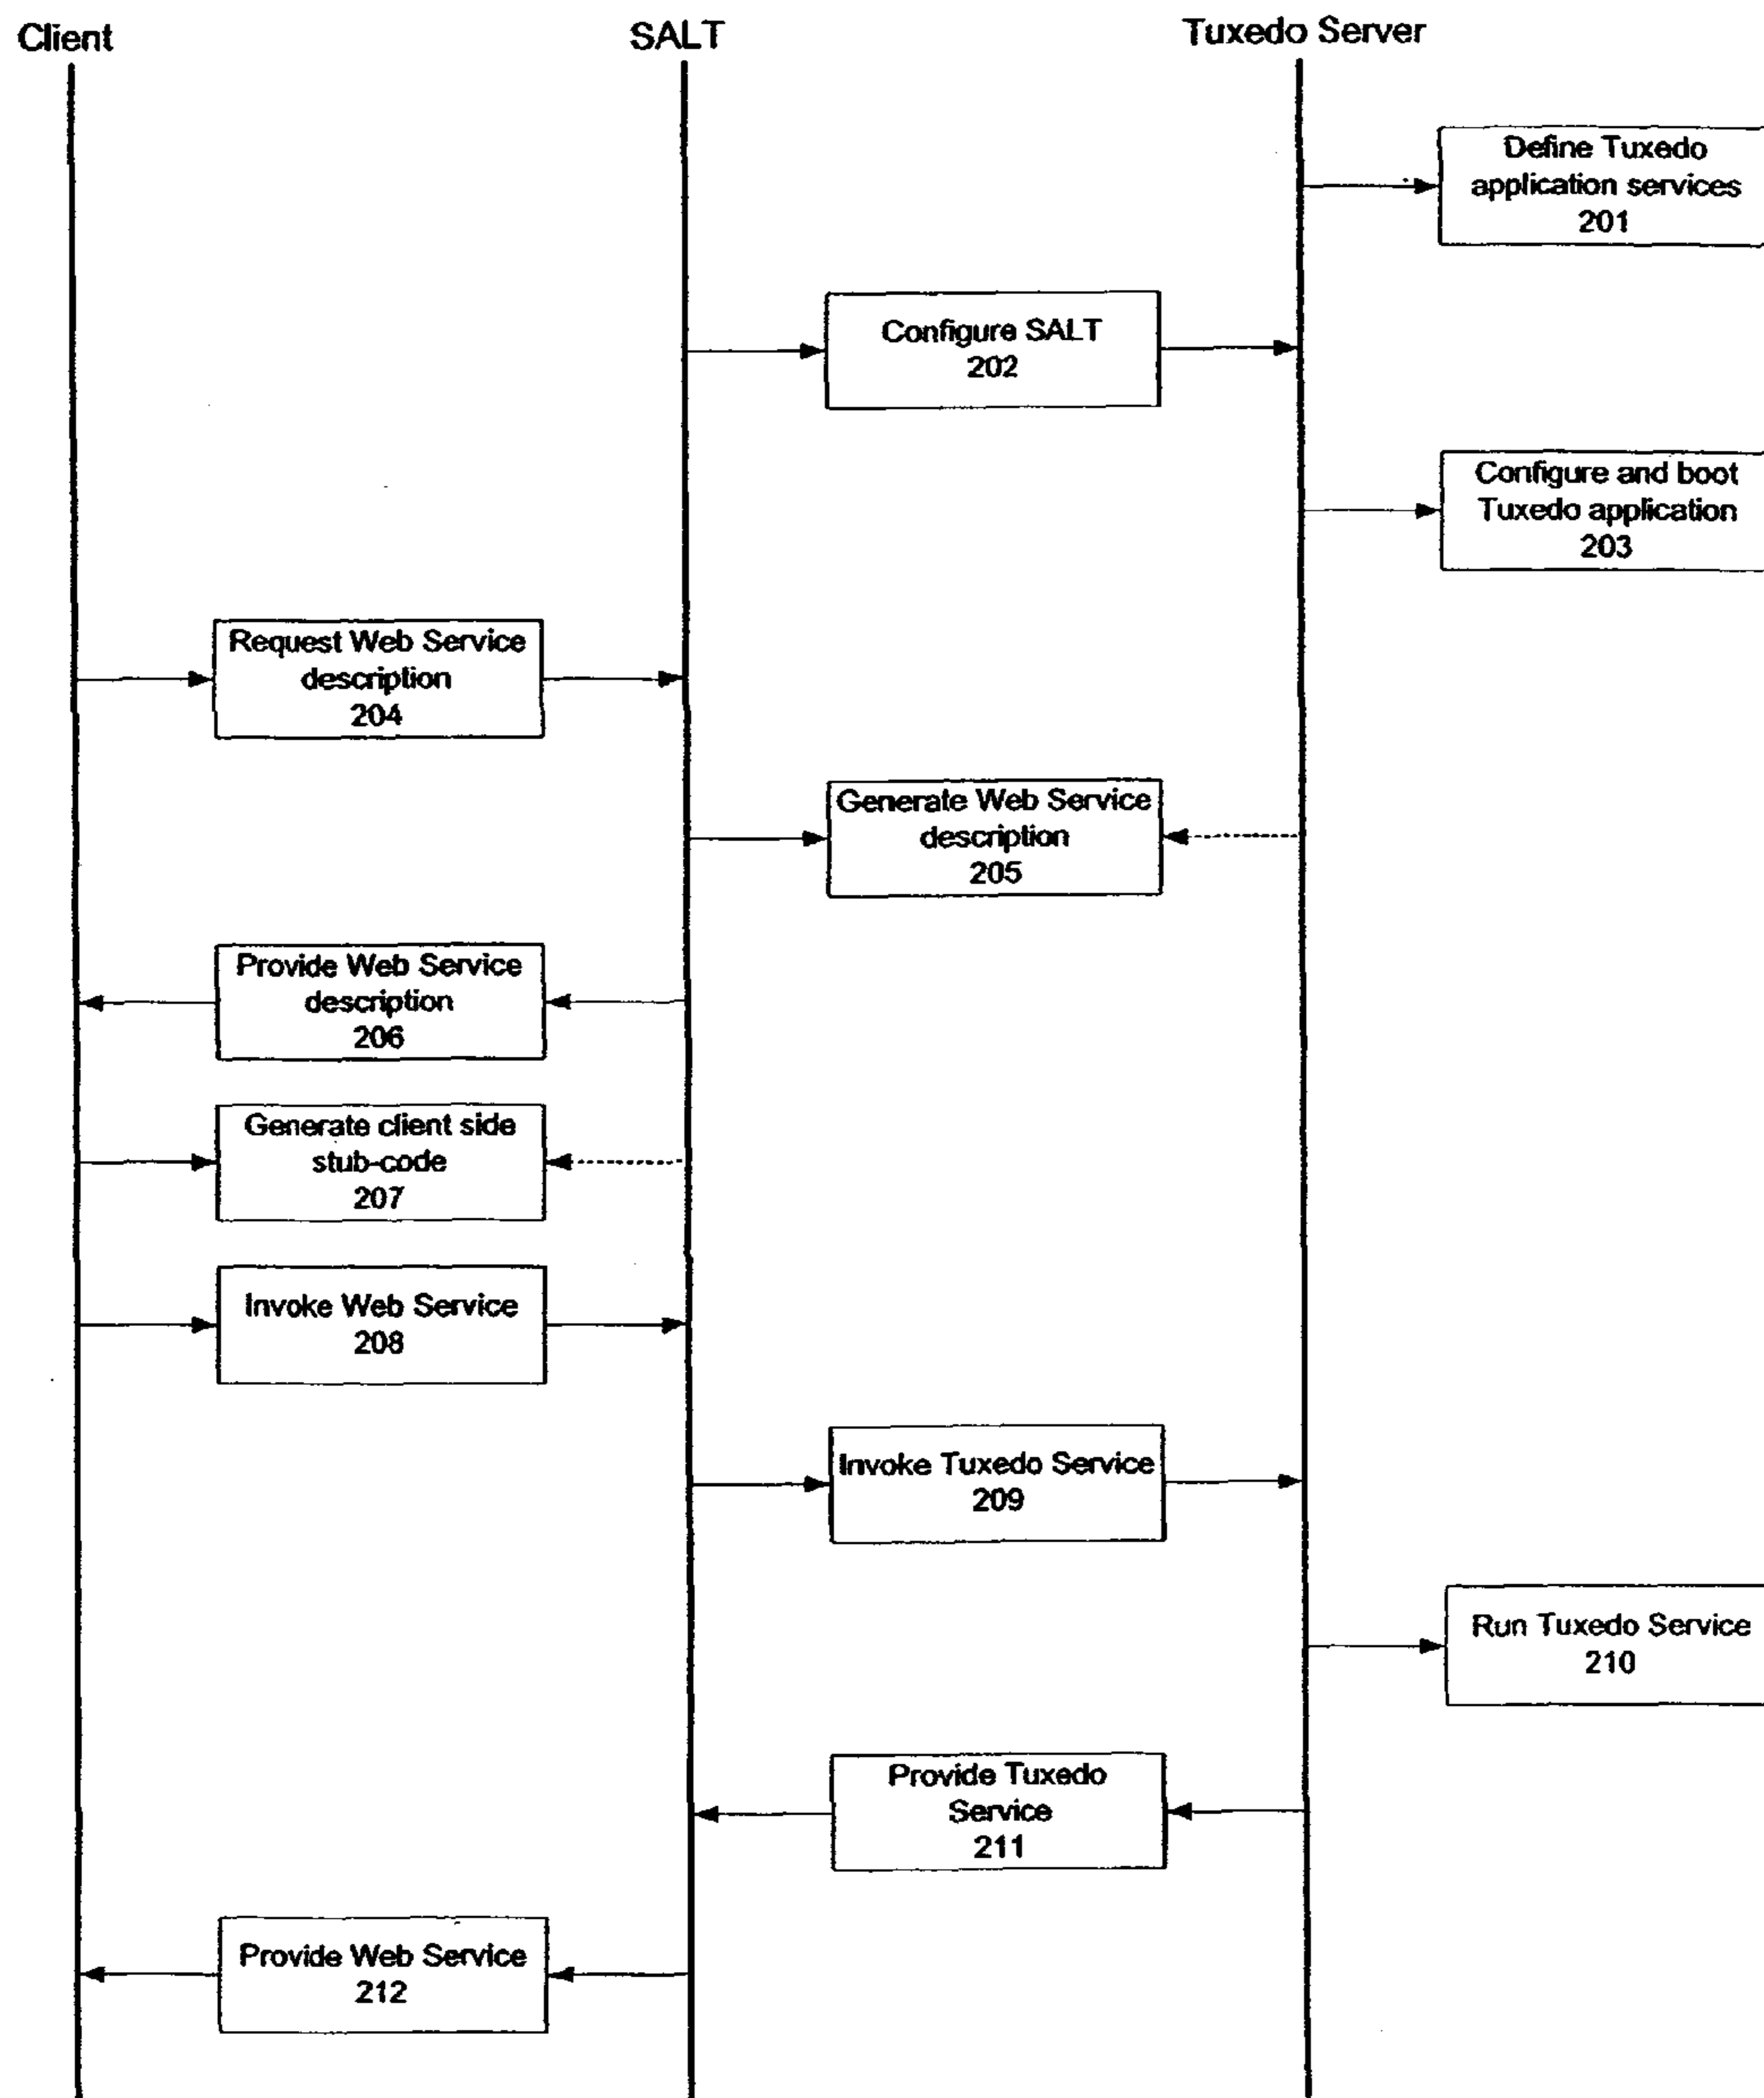 Client
SALT
Tuxedo Server
Define Tuxedo
application services
201
Configure SALT
202
Configure and boot
Tuxedo application
203
Request Web Service
description
204
Generate Web Service
description
205
Provide Web Service
description
206
Generate client side
stub-code
207
Invoke Web Service
208
Invoke Tuxedo Service
209
Run Tuxedo Service
210
Provide Tuxedo
Service
211
Provide Web Service
212